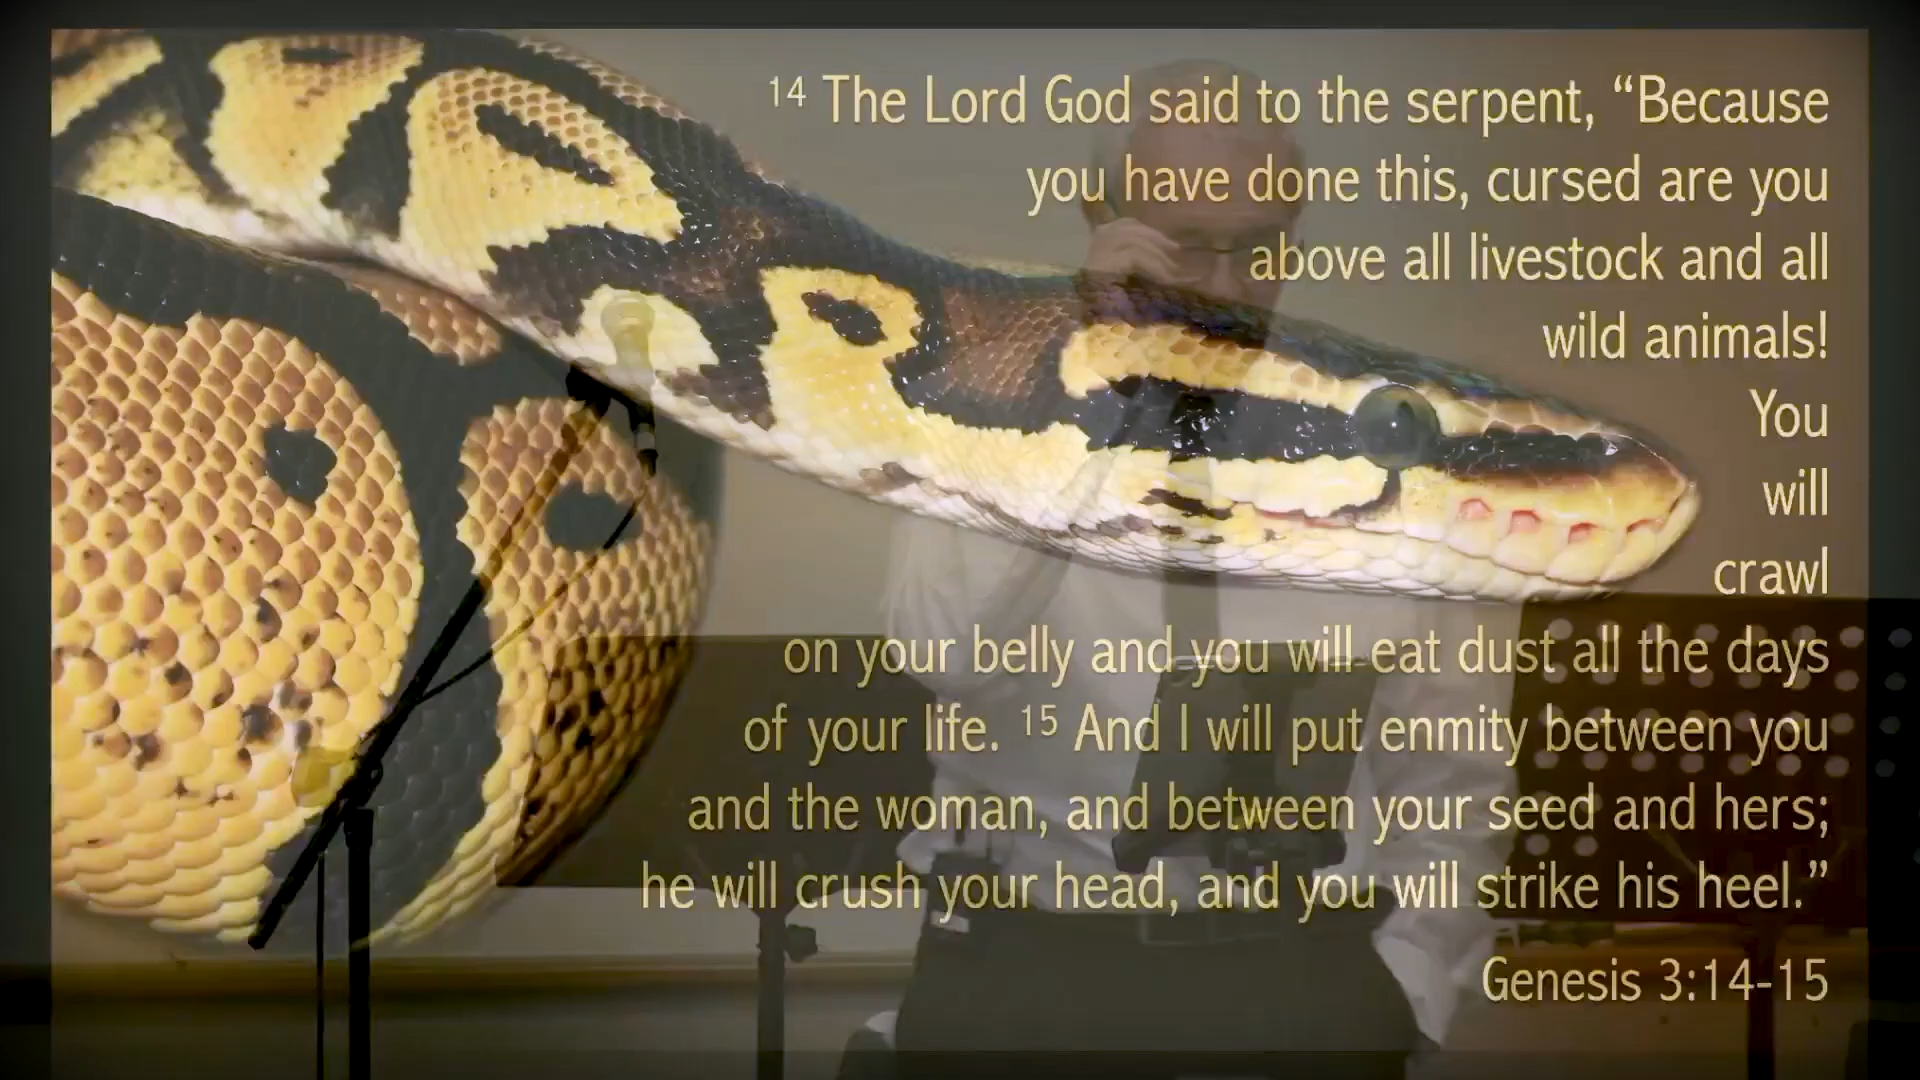 14 The Lord God said to the serpent, “Because
you have done this, cursed are you
above all livestock and all
wild animals!
You
will
crawl
on your belly and you will eat dust all the days
of your life. 15 And I will put enmity between you
and the woman, and between your seed and hers;
he will crush your head, and you will strike his heel.”
Genesis 3:14-15